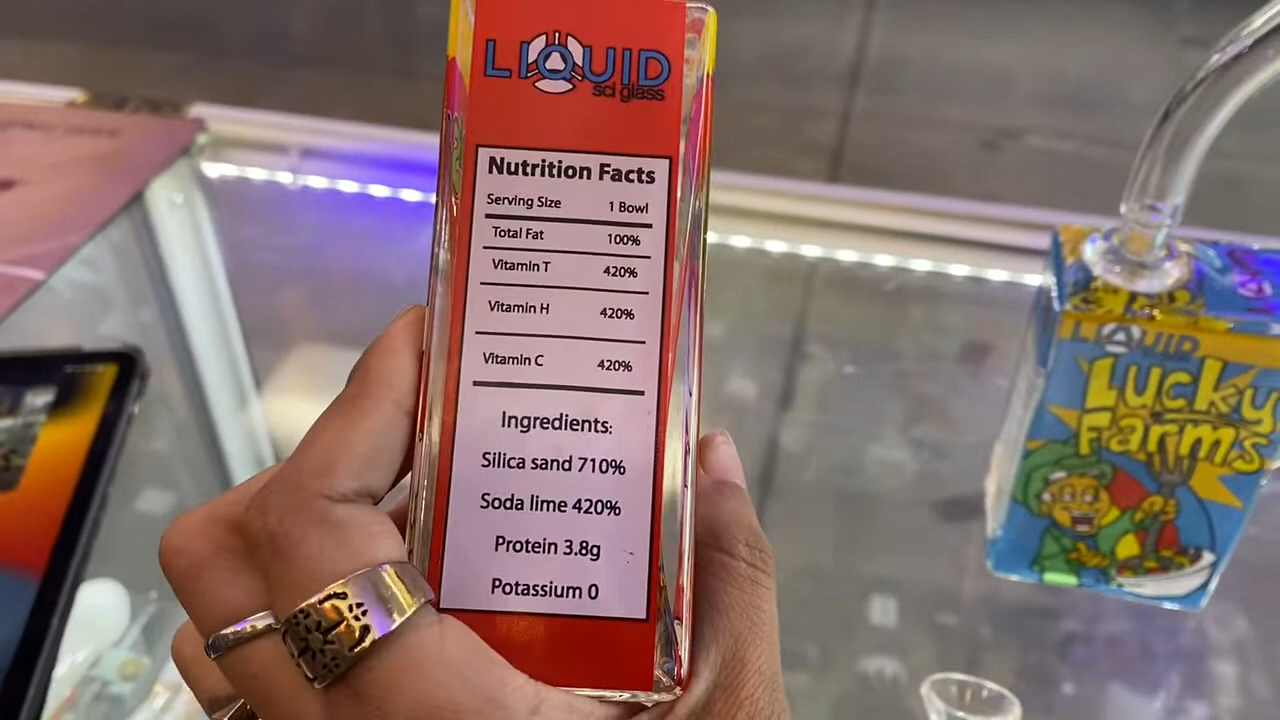 LIQUID
sci glass
Nutrition Facts
Serving Size 1 Bowl
Total Fat 100%
Vitamin T 420%
Vitamin H 420%
Vitamin C 420%
Ingredients:
Silica sand 710%
Soda lime 420%
Protein 3.8g
Potassium 0
LIQUID
Lucky
Farms